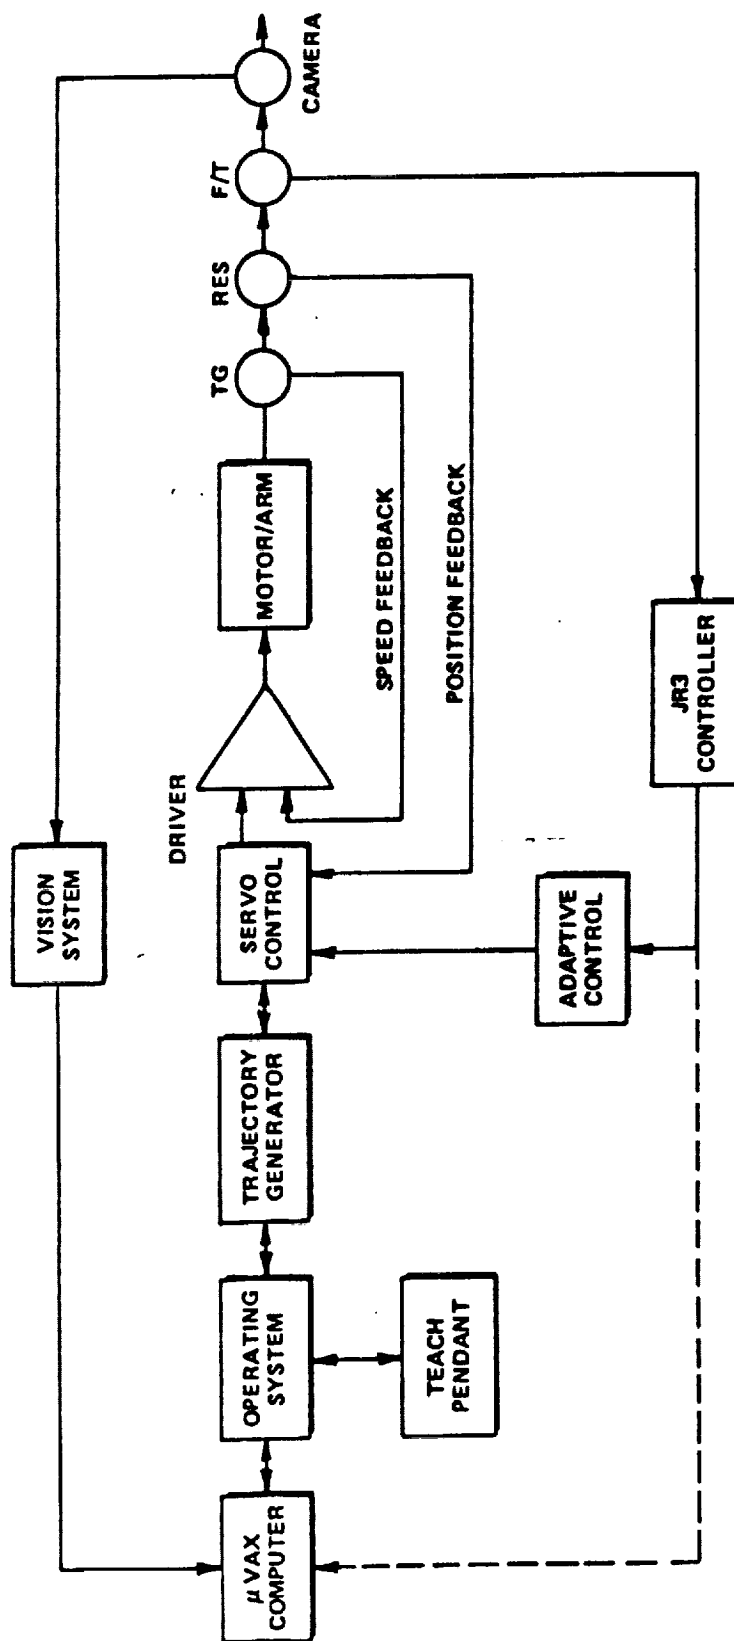 CAMERA
F/T
RES
TG
MOTOR/ARM
SPEED FEEDBACK
POSITION FEEDBACK
DRIVER
VISION
SYSTEM
SERVO
CONTROL
JR3
CONTROLLER
ADAPTIVE
CONTROL
TRAJECTORY
GENERATOR
OPERATING
SYSTEM
TEACH
PENDANT
μ VAX
COMPUTER